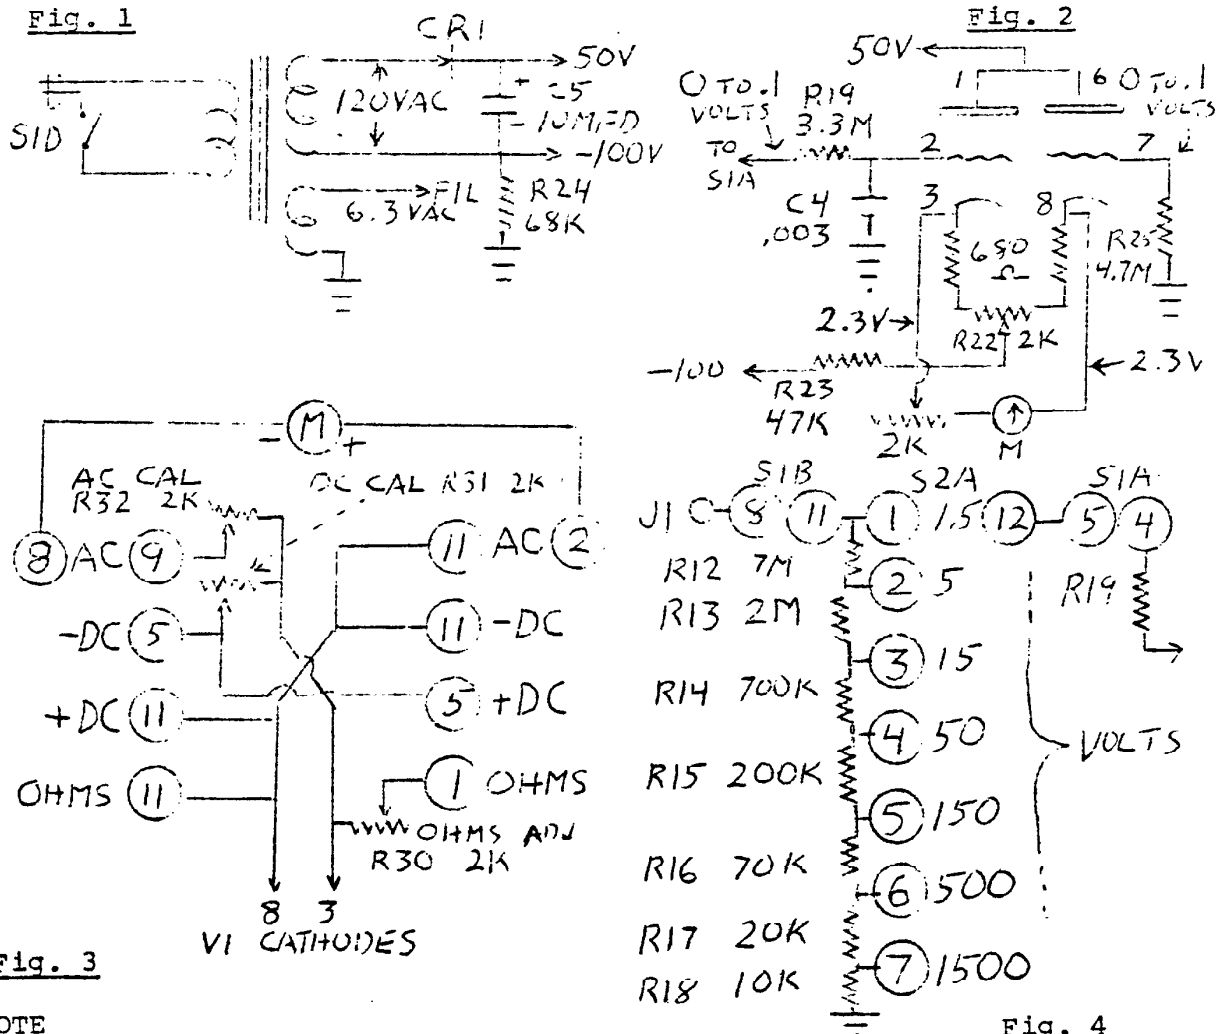 Fig. 1
CR1
50V
C5
10MFD
120VAC
S1D
-100V
FIL
6.3VAC
R24
68K
Fig. 2
50V
1
6
0 TO .1
VOLTS
R19
3.3M
0 TO .1
VOLTS
TO
S1A
2
7
C4
.003
3
8
680
Ω
R25
4.7M
2.3V
R22 2K
2.3V
-100
R23
47K
2K
M
M
- +
AC CAL
R32 2K
DC CAL R31 2K
8 AC 9
11 AC 2
-DC 5
11 -DC
+DC 11
5 +DC
OHMS 11
1 OHMS
OHMS ADJ
R30 2K
8 3
V1 CATHODES
Fig. 3
OTE
S1B
S2A
S1A
J1
8 11 1 1.5 12 5 4
R12 7M
2 5
R13 2M
R19
3 15
R14 700K
4 50
VOLTS
R15 200K
5 150
R16 70K
6 500
R17 20K
7 1500
R18 10K
Fig. 4